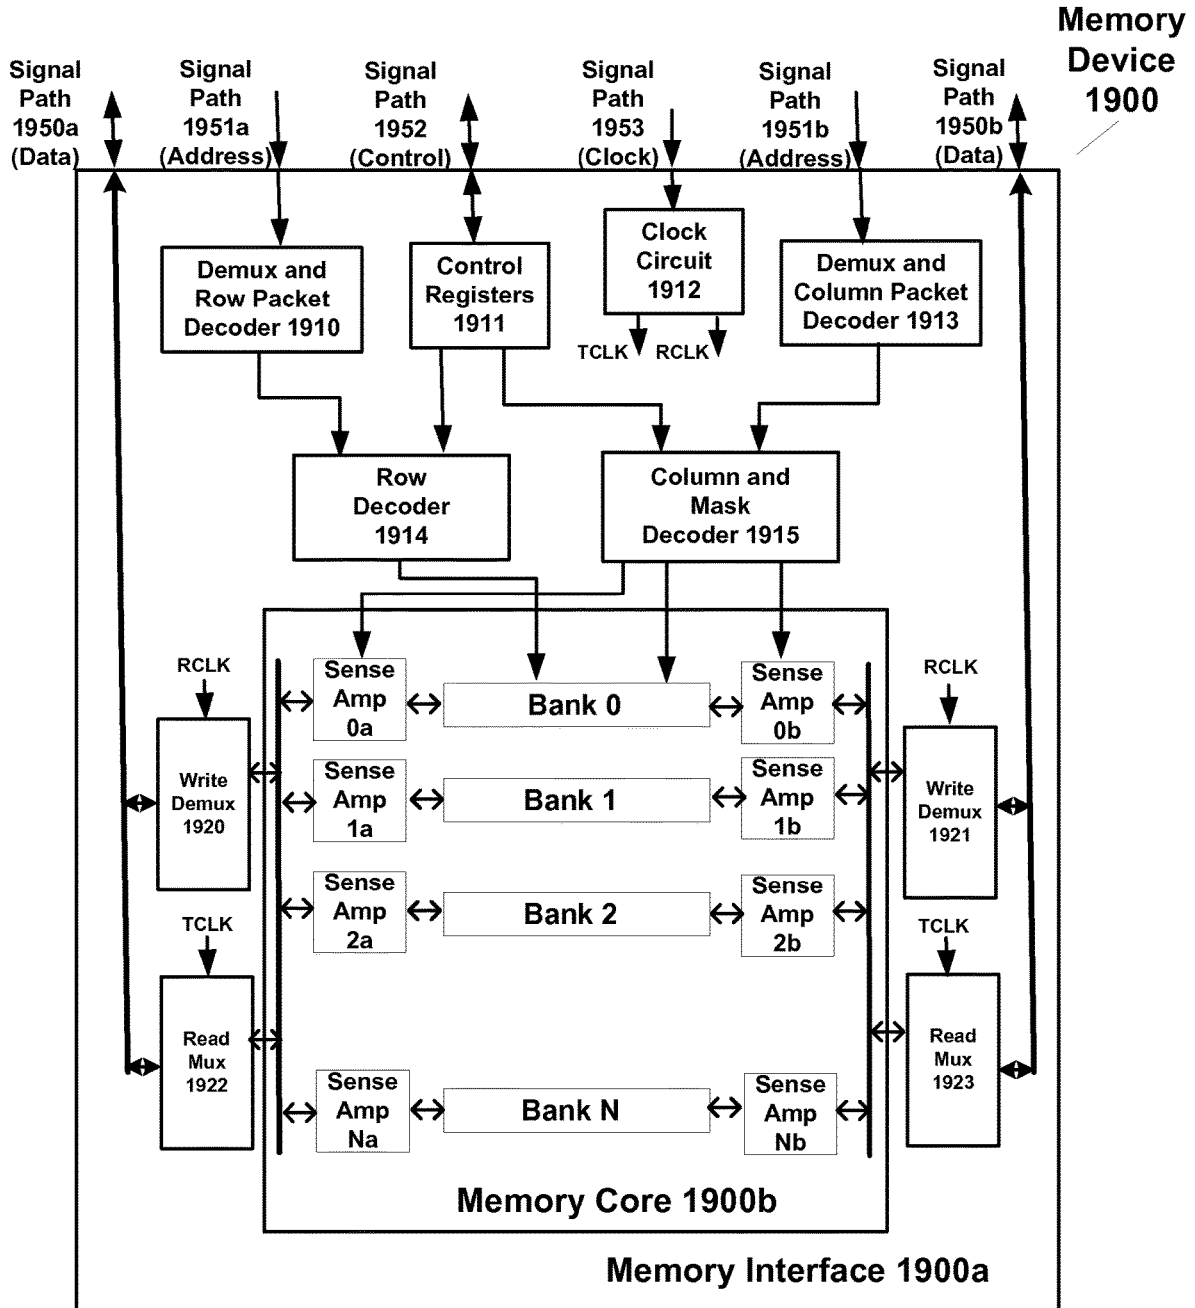 Memory
Device
1900
Signal
Path
1950a
(Data)
Signal
Path
1951a
(Address)
Signal
Path
1952
(Control)
Signal
Path
1953
(Clock)
Signal
Path
1951b
(Address)
Signal
Path
1950b
(Data)
Demux and
Row Packet
Decoder 1910
Control
Registers
1911
Clock
Circuit
1912
Demux and
Column Packet
Decoder 1913
TCLK
RCLK
Row
Decoder
1914
Column and
Mask
Decoder 1915
RCLK
Sense
Amp
0a
Bank 0
Sense
Amp
0b
RCLK
Write
Demux
1920
Sense
Amp
1a
Bank 1
Sense
Amp
1b
Write
Demux
1921
Sense
Amp
2a
Bank 2
Sense
Amp
2b
TCLK
TCLK
Read
Mux
1922
Read
Mux
1923
Sense
Amp
Na
Bank N
Sense
Amp
Nb
Memory Core 1900b
Memory Interface 1900a